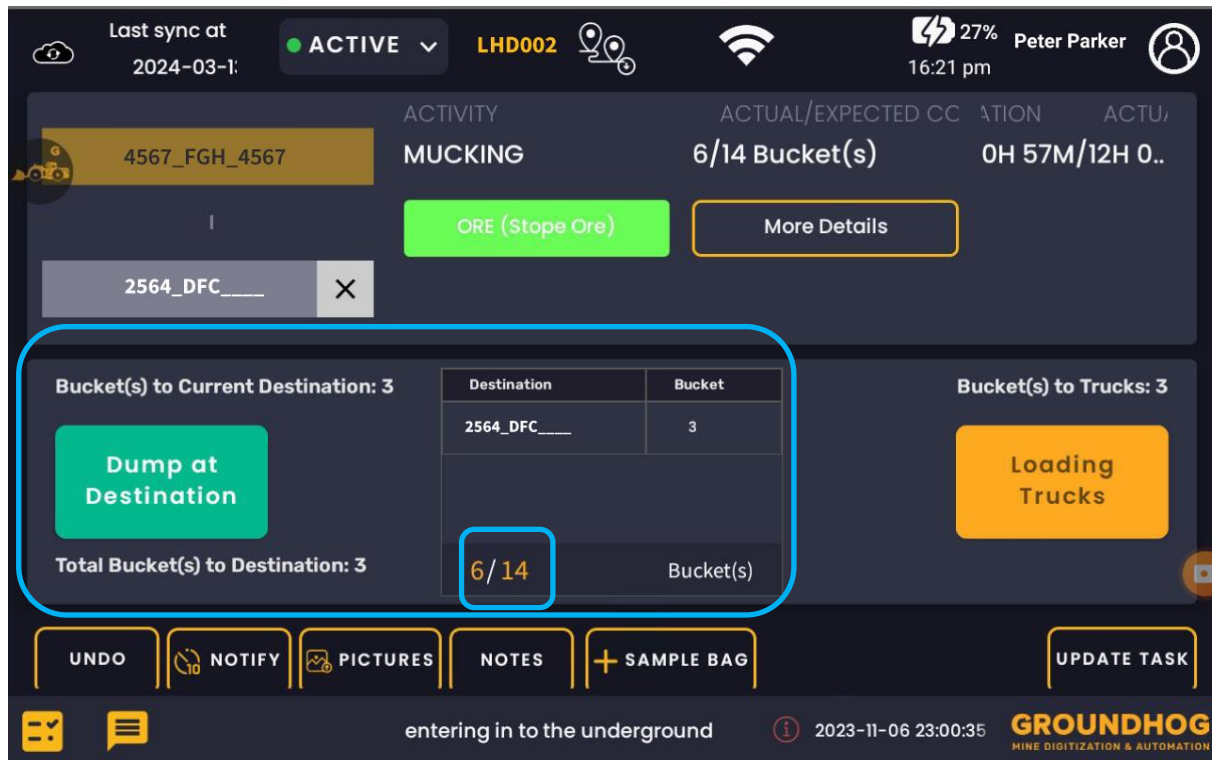 Last sync at
2024-03-1
ACTIVE
LHD002
27%
16:21 pm
Peter Parker
G
4567_FGH_4567
2564_DFC____
ACTIVITY
MUCKING
ACTUAL/EXPECTED CC
6/14 Bucket(s)
ATION ACTU
0H 57M/12H 0..
ORE (Stope Ore)
More Details
Bucket(s) to Current Destination: 3
Dump at
Destination
Total Bucket(s) to Destination: 3
Destination Bucket
2564_DFC____ 3
6/14 Bucket(s)
Bucket(s) to Trucks: 3
Loading
Trucks
UNDO
10
NOTIFY
PICTURES
NOTES
+ SAMPLE BAG
UPDATE TASK
entering in to the underground
2023-11-06 23:00:35
GROUNDHOG
MINE DIGITIZATION & AUTOMATION